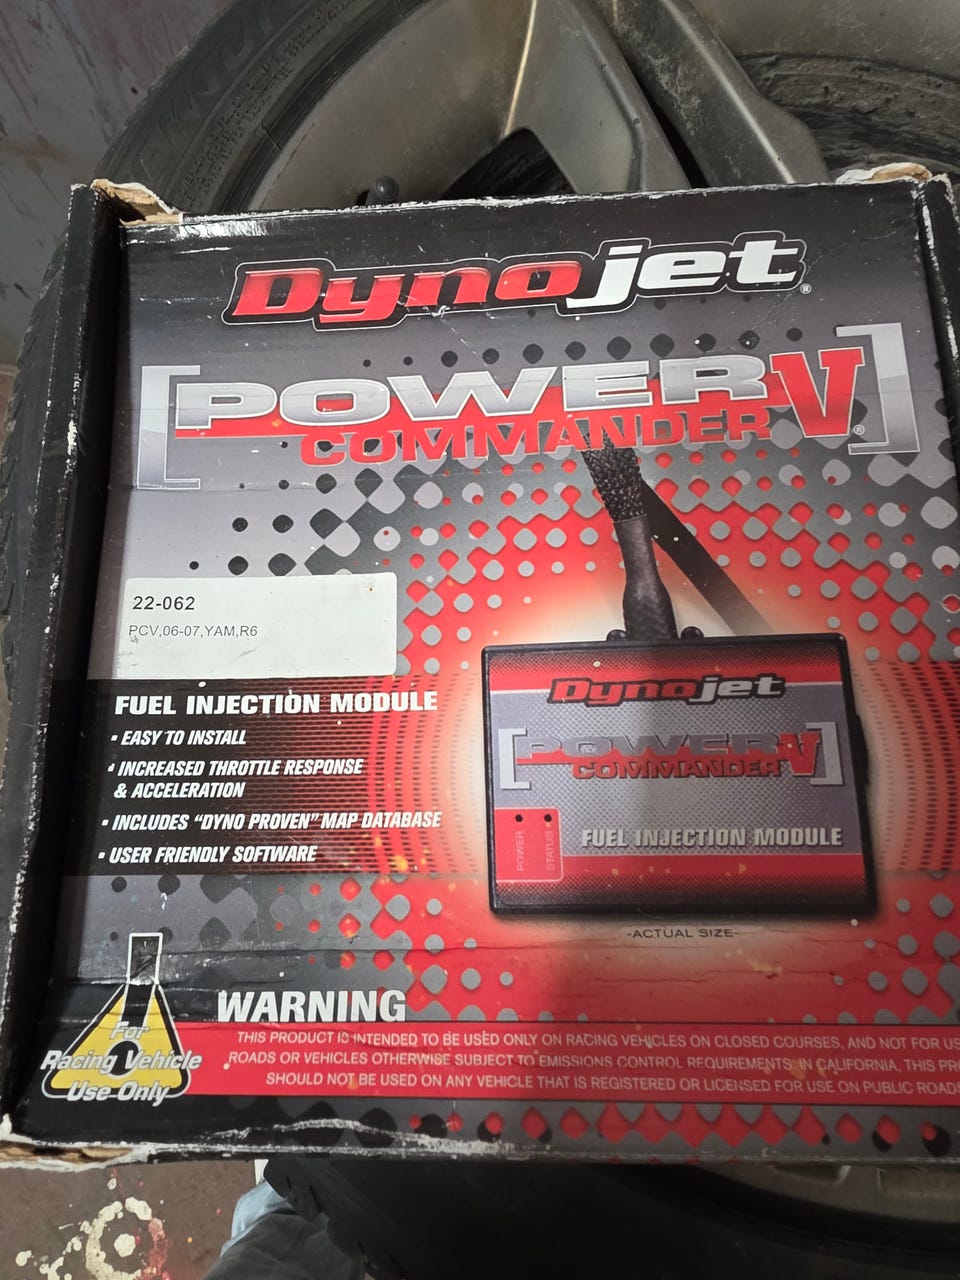 Dynojet®
[POWER V]®
COMMANDER
22-062
PCV,06-07,YAM,R6
FUEL INJECTION MODULE
• EASY TO INSTALL
• INCREASED THROTTLE RESPONSE
& ACCELERATION
• INCLUDES “DYNO PROVEN” MAP DATABASE
• USER FRIENDLY SOFTWARE
Dynojet
[POWER V]
COMMANDER
POWER
STATUS
FUEL INJECTION MODULE
-ACTUAL SIZE-
WARNING
For
Racing Vehicle
Use Only
THIS PRODUCT IS INTENDED TO BE USED ONLY ON RACING VEHICLES ON CLOSED COURSES, AND NOT FOR US
ROADS OR VEHICLES OTHERWISE SUBJECT TO EMISSIONS CONTROL REQUIREMENTS, IN CALIFORNIA, THIS PRO
SHOULD NOT BE USED ON ANY VEHICLE THAT IS REGISTERED OR LICENSED FOR USE ON PUBLIC ROADS